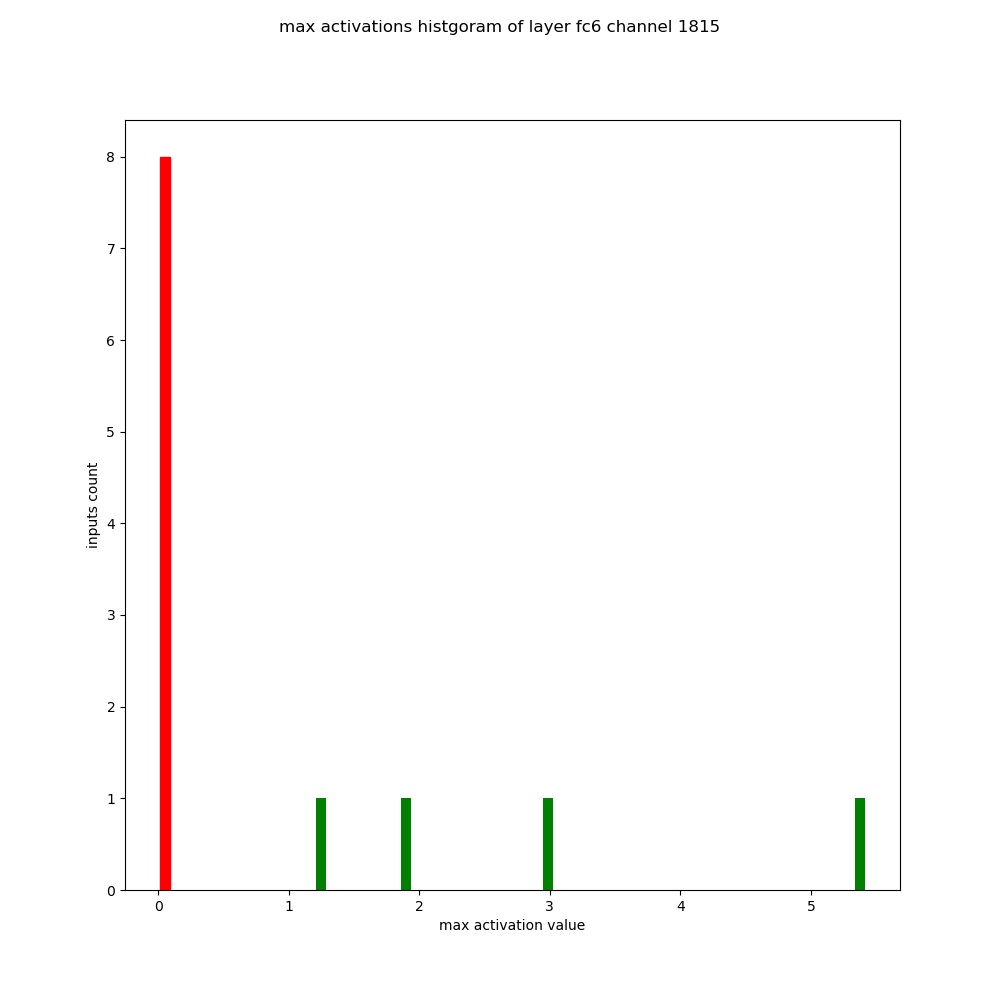 max activations histgoram of layer fc6 channel 1815
8
7
6
5
4
3
2
1
0
inputs count
0 1 2 3 4 5
max activation value